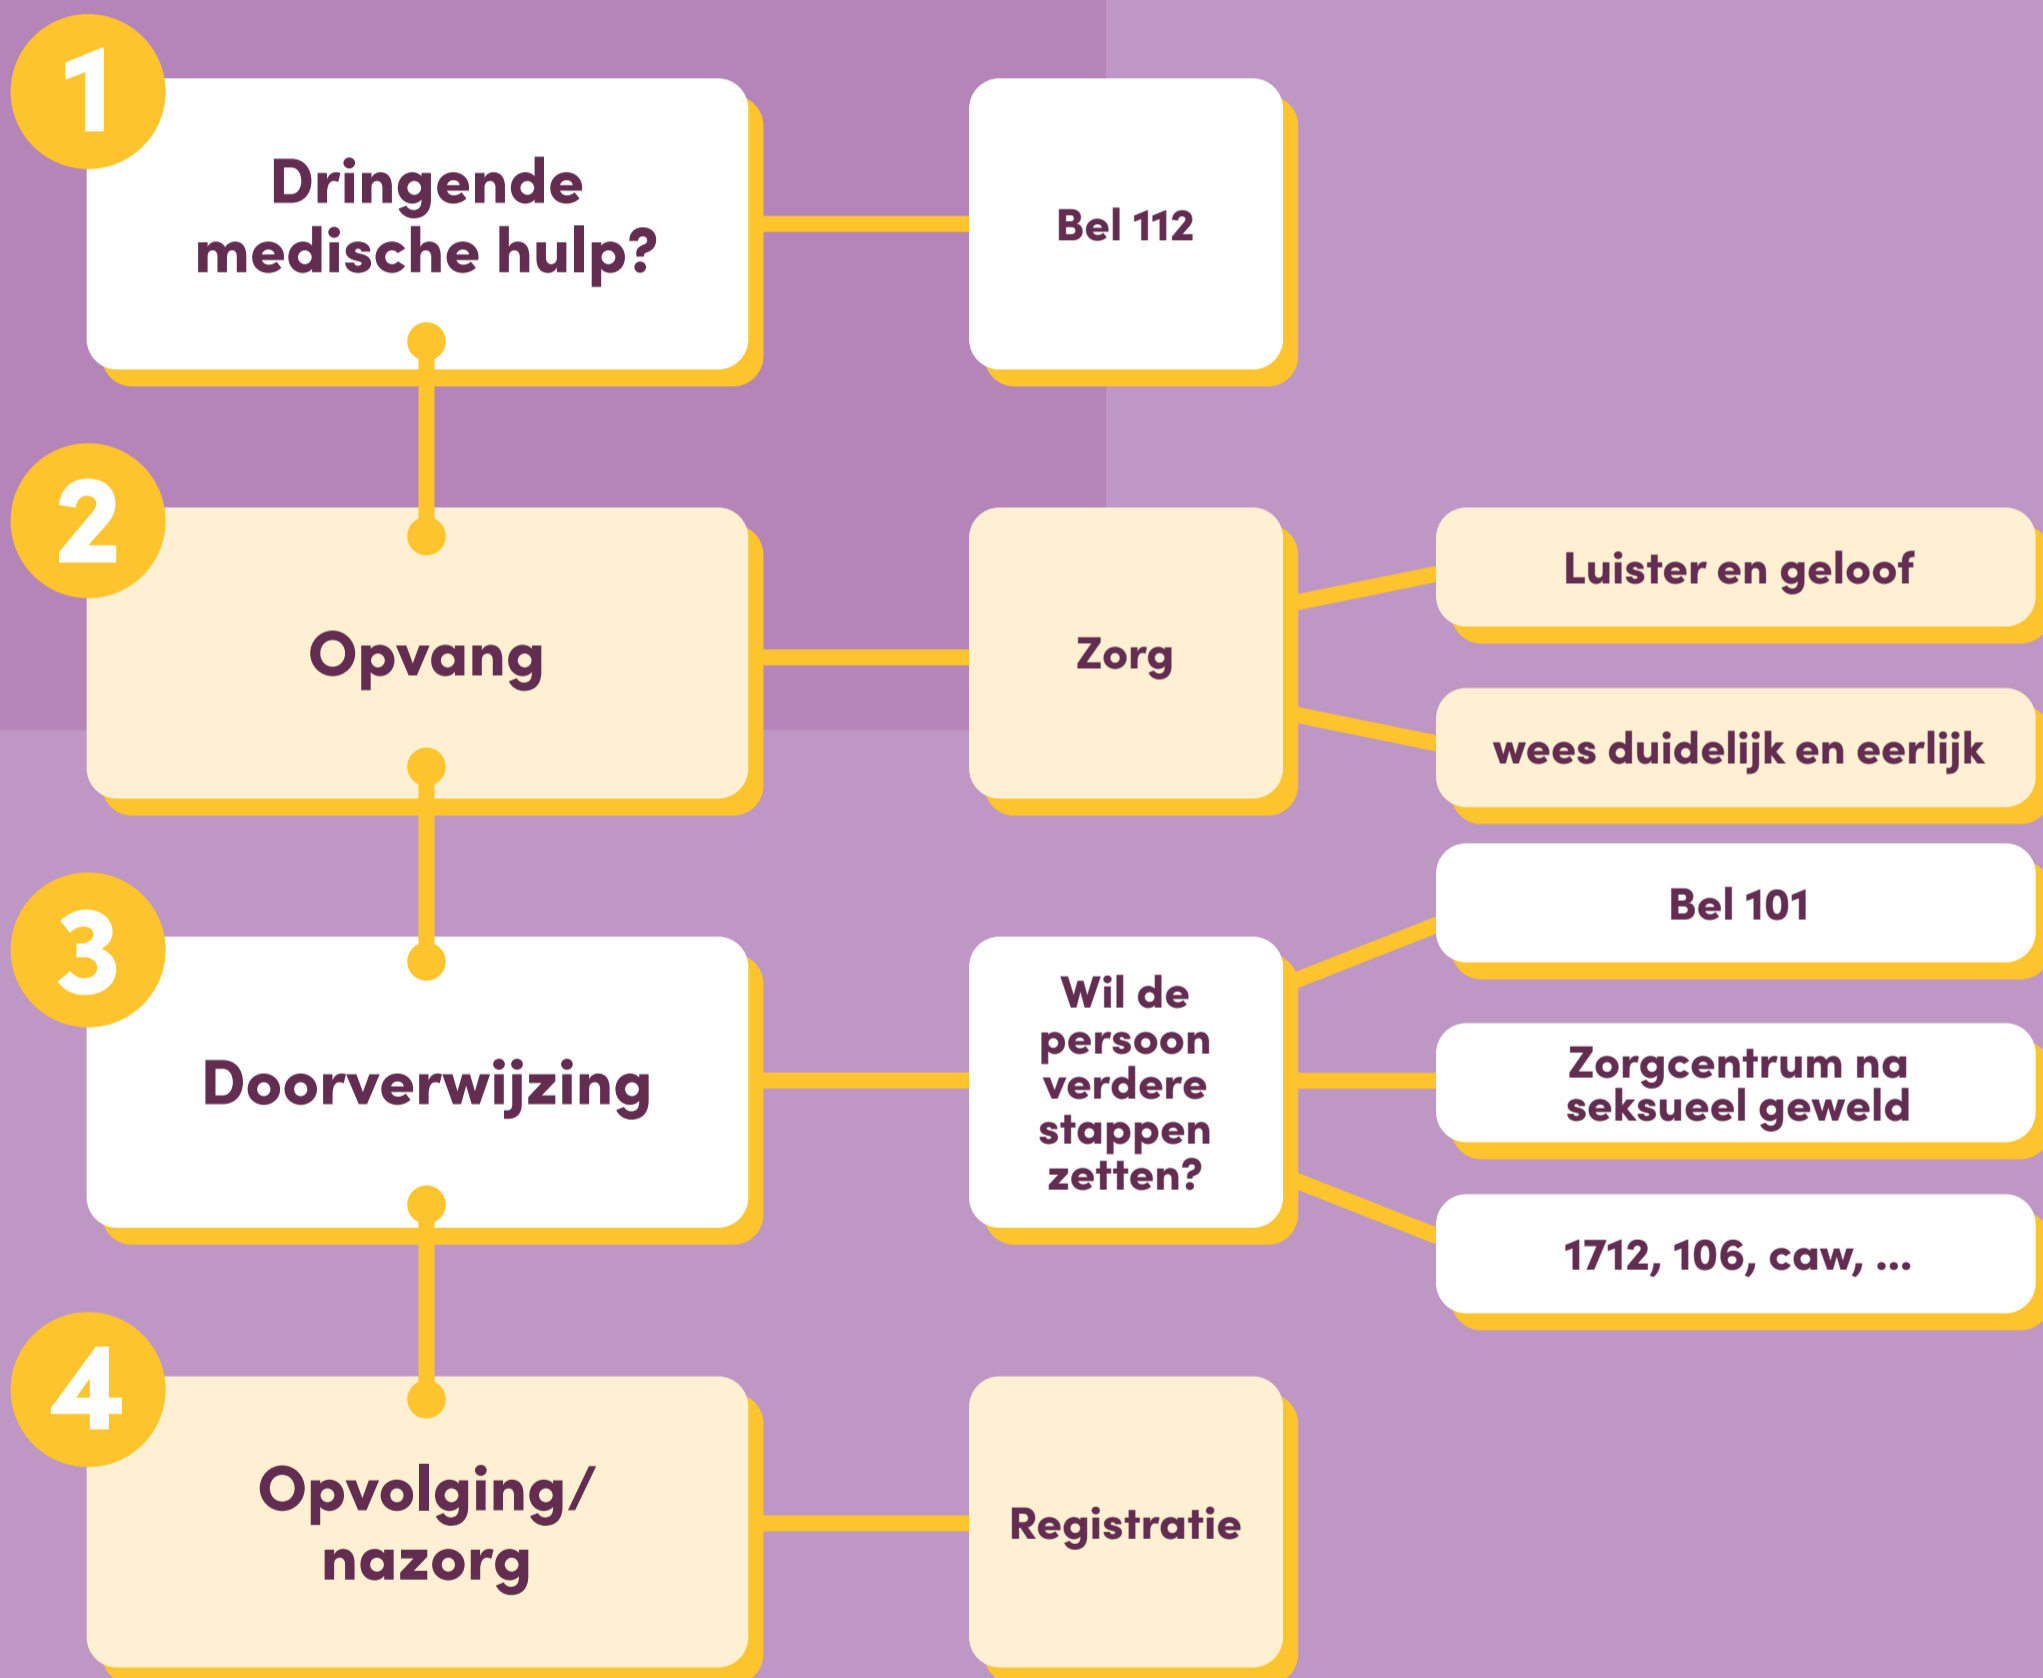 1
Dringende
medische hulp?
Bel 112
2
Opvang
Zorg
Luister en geloof
wees duidelijk en eerlijk
3
Doorverwijzing
Wil de
persoon
verdere
stappen
zetten?
Bel 101
Zorgcentrum na
seksueel geweld
1712, 106, caw, ...
4
Opvolging/
nazorg
Registratie